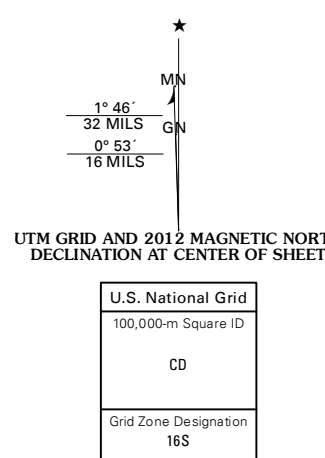 MN
1° 46´
32 MILS
GN
0° 53´
16 MILS
UTM GRID AND 2012 MAGNETIC NORT
DECLINATION AT CENTER OF SHEET
U.S. National Grid
100,000-m Square ID
CD
Grid Zone Designation
16S